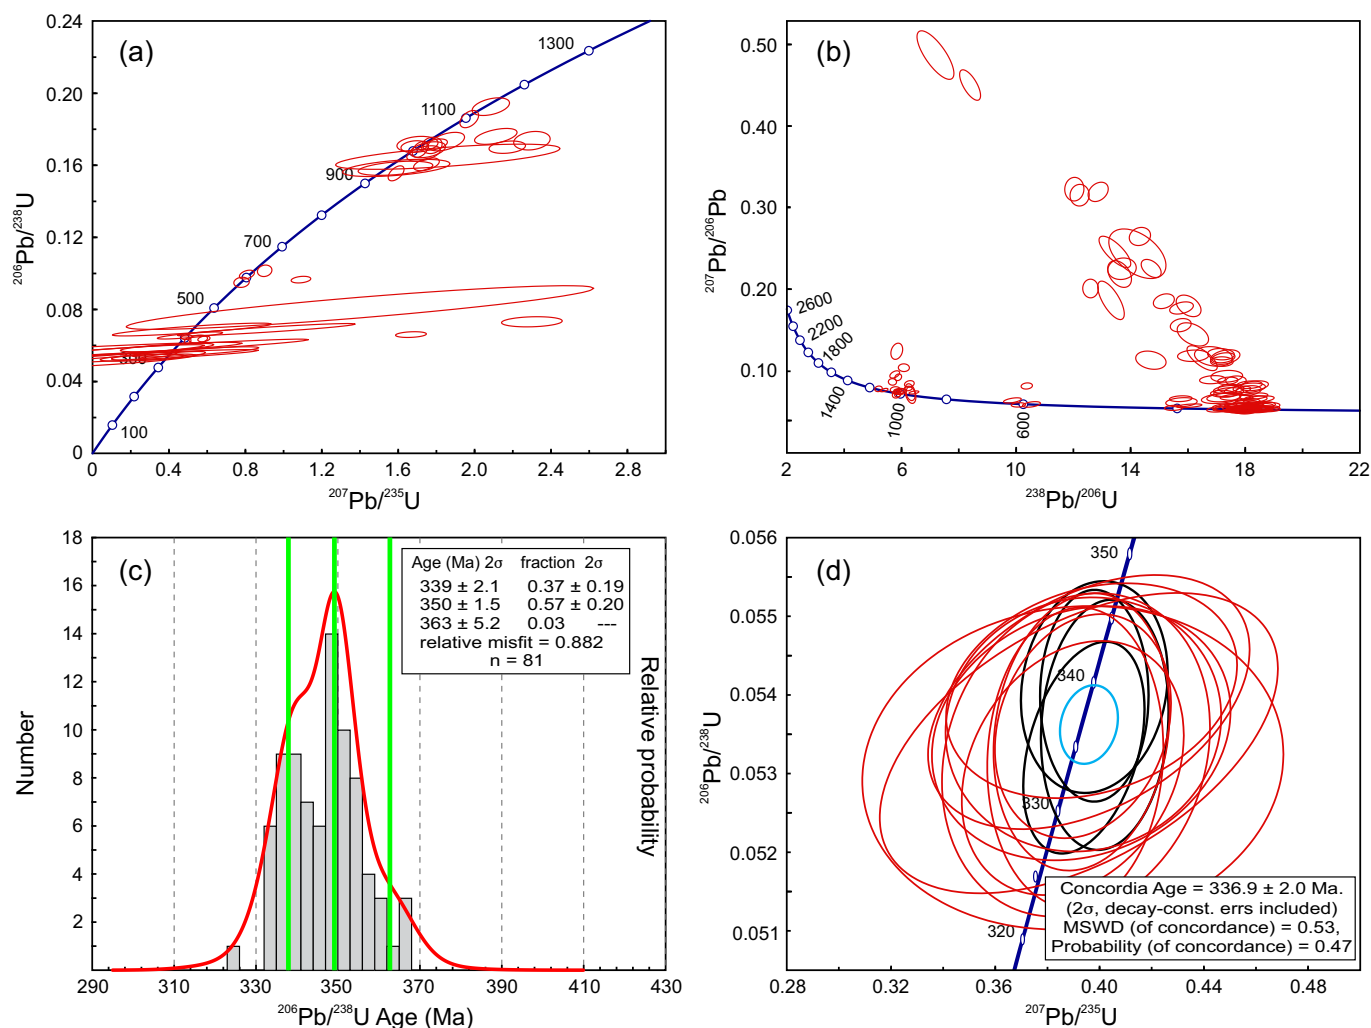 (a)
0.24
0.20
0.16
0.12
0.08
0.04
0
206Pb/238U
1300
1100
900
700
500
100
0 0.4 0.8 1.2 1.6 2.0 2.4 2.8
207Pb/235U
(b)
0.50
0.40
0.30
0.20
0.10
207Pb/206Pb
2600
2200
1800
1400
1000
600
2 6 10 14 18 22
238Pb/206U
(c)
18
16
14
12
10
8
6
4
2
Number
Relative probability
Age (Ma) 2σ fraction 2σ
339 ± 2.1 0.37 ± 0.19
350 ± 1.5 0.57 ± 0.20
363 ± 5.2 0.03 ---
relative misfit = 0.882
n = 81
290 310 330 350 370 390 410 430
206Pb/238U Age (Ma)
(d)
0.056
0.055
0.054
0.053
0.052
0.051
206Pb/238U
350
340
330
320
Concordia Age = 336.9 ± 2.0 Ma.
(2σ, decay-const. errs included)
MSWD (of concordance) = 0.53,
Probability (of concordance) = 0.47
0.28 0.32 0.36 0.40 0.44 0.48
207Pb/235U